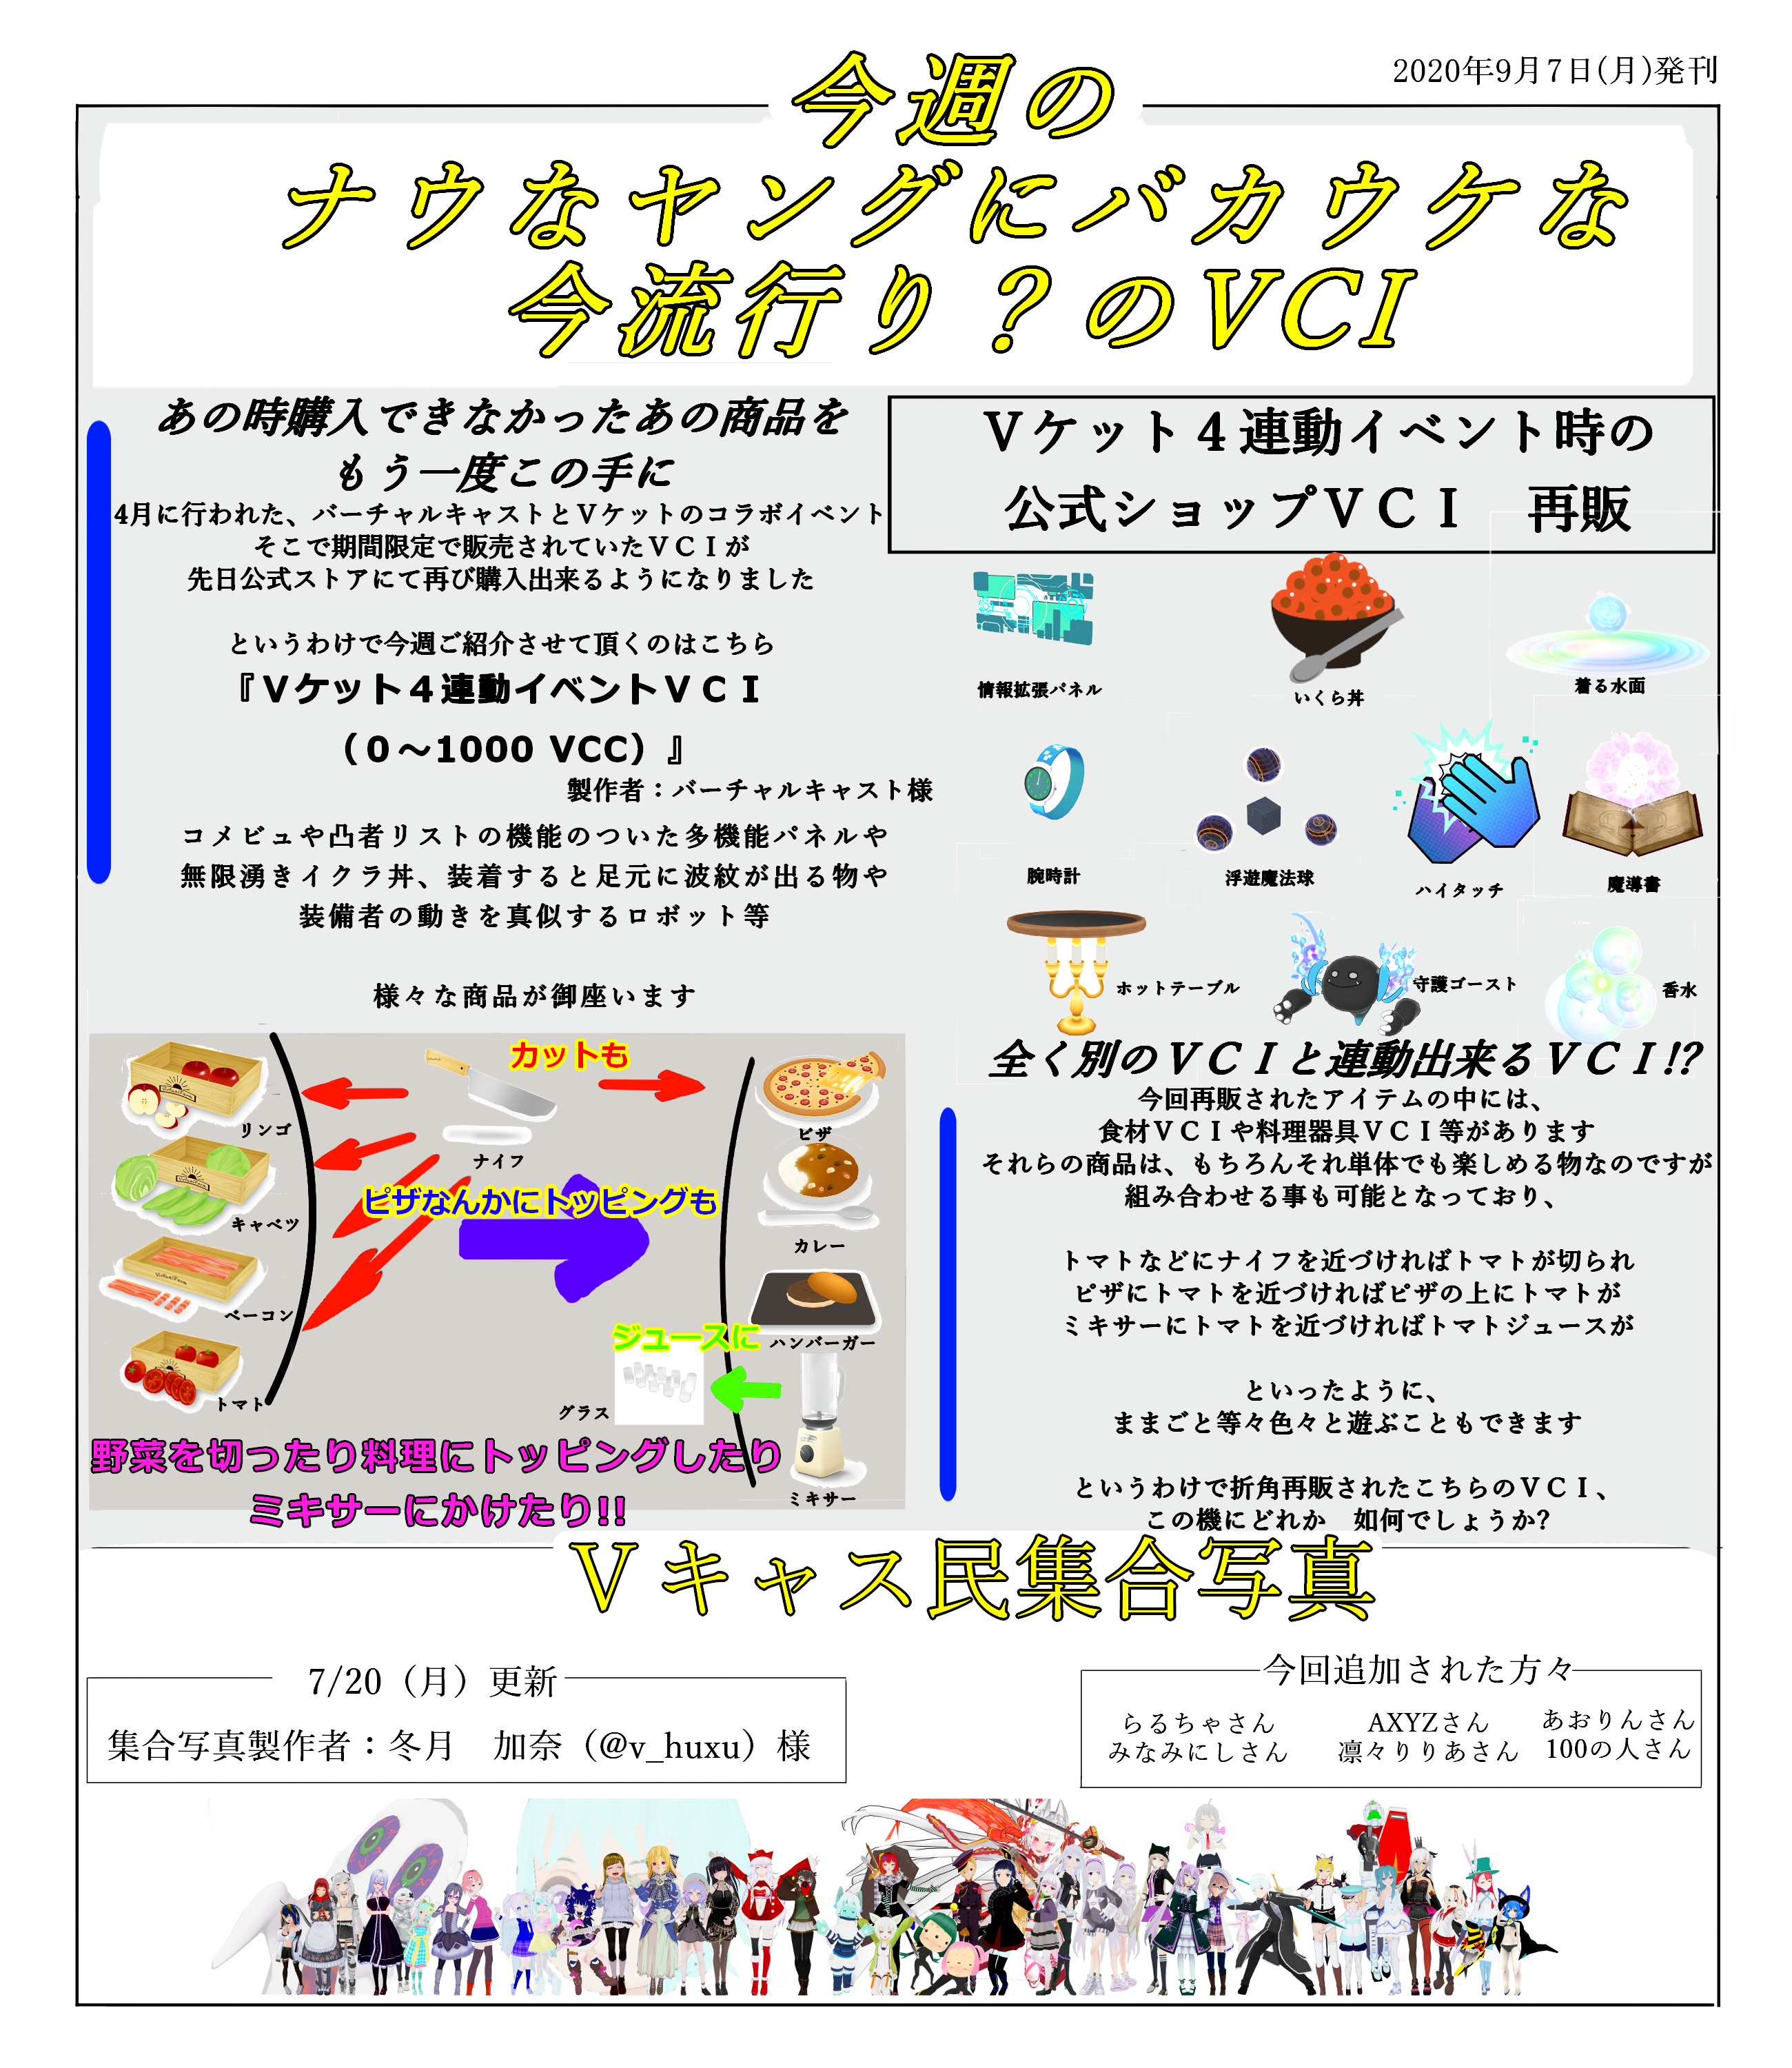 2020年9月7日(月)発刊
今週の
ナウなヤングにバカウケな
今流行り？のVCI
あの時購入できなかったあの商品を
もう一度この手に
4月に行われた、バーチャルキャストとＶケットのコラボイベント
そこで期間限定で販売されていたＶＣＩが
先日公式ストアにて再び購入出来るようになりました
というわけで今週ご紹介させて頂くのはこちら
『Ｖケット４連動イベントＶＣＩ
（０～1000 VCC）』
製作者：バーチャルキャスト様
コメビュや凸者リストの機能のついた多機能パネルや
無限湧きイクラ丼、装着すると足元に波紋が出る物や
装備者の動きを真似するロボット等
様々な商品が御座います
Ｖケット４連動イベント時の
公式ショップＶＣＩ　再販
情報拡張パネル
いくら丼
着る水面
腕時計
浮遊魔法球
ハイタッチ
魔導書
ホットテーブル
守護ゴースト
香水
カットも
リンゴ
ナイフ
ピザ
ピザなんかにトッピングも
キャベツ
カレー
ベーコン
ジュースに
ハンバーガー
トマト
グラス
ミキサー
野菜を切ったり料理にトッピングしたり
ミキサーにかけたり!!
全く別のＶＣＩと連動出来るＶＣＩ!?
今回再販されたアイテムの中には、
食材ＶＣＩや料理器具ＶＣＩ等があります
それらの商品は、もちろんそれ単体でも楽しめる物なのですが
組み合わせる事も可能となっており、
トマトなどにナイフを近づければトマトが切られ
ピザにトマトを近づければピザの上にトマトが
ミキサーにトマトを近づければトマトジュースが
といったように、
ままごと等々色々と遊ぶこともできます
というわけで折角再販されたこちらのＶＣＩ、
この機にどれか　如何でしょうか？
Ｖキャス民集合写真
7/20（月）更新
集合写真製作者：冬月　加奈（@v_huxu）様
今回追加された方々
らるちゃさん
AXYZさん
あおりんさん
みなみにしさん
凛々りりあさん
100の人さん